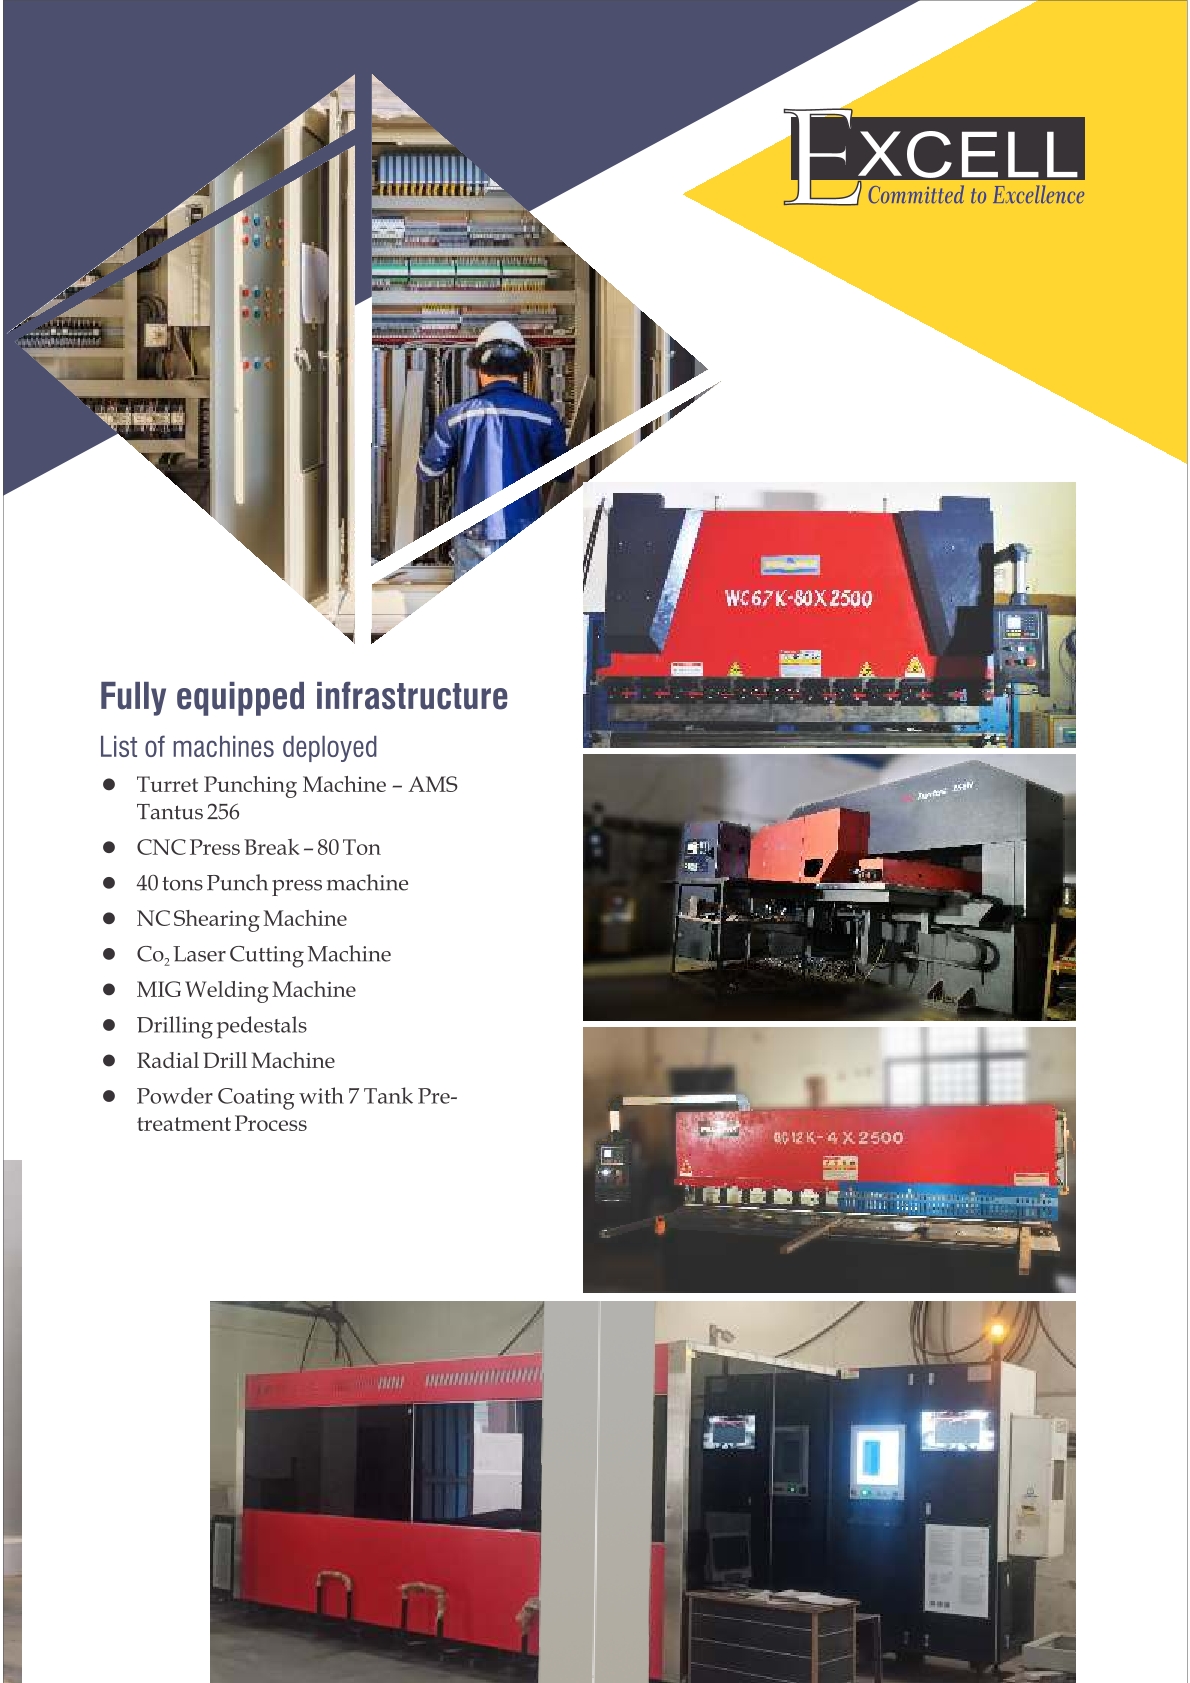 EXCELL
Committed to Excellence
WC67K-80X2500
Fully equipped infrastructure
List of machines deployed
● Turret Punching Machine – AMS
Tantus 256
● CNC Press Break – 80 Ton
● 40 tons Punch press machine
● NC Shearing Machine
● Co₂ Laser Cutting Machine
● MIG Welding Machine
● Drilling pedestals
● Radial Drill Machine
● Powder Coating with 7 Tank Pre-
treatment Process
QC12K-4X2500